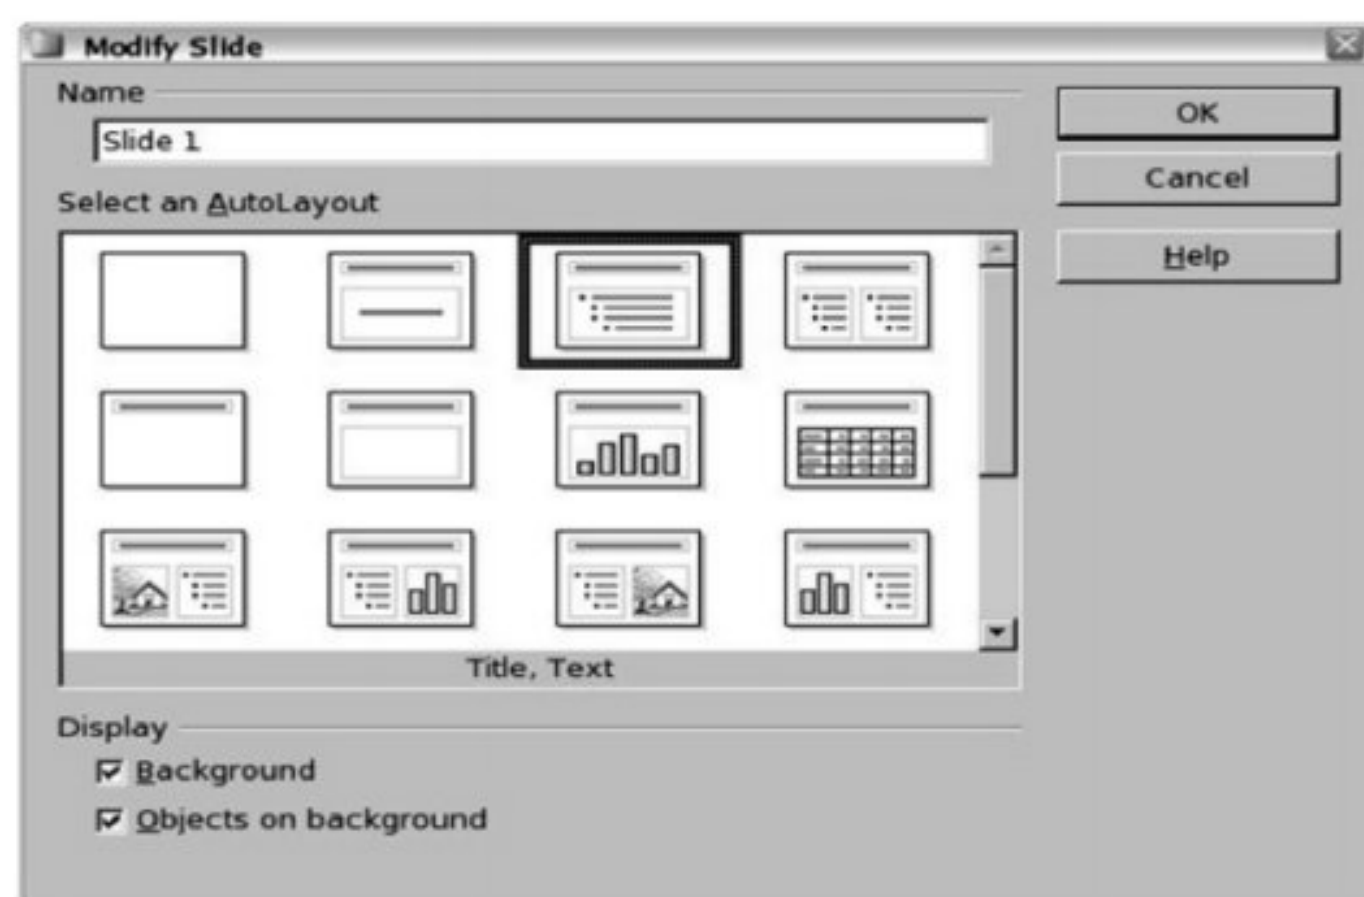 Modify Slide
Name
OK
Slide 1
Cancel
Select an AutoLayout
Help
Title, Text
Display
Background
Objects on background